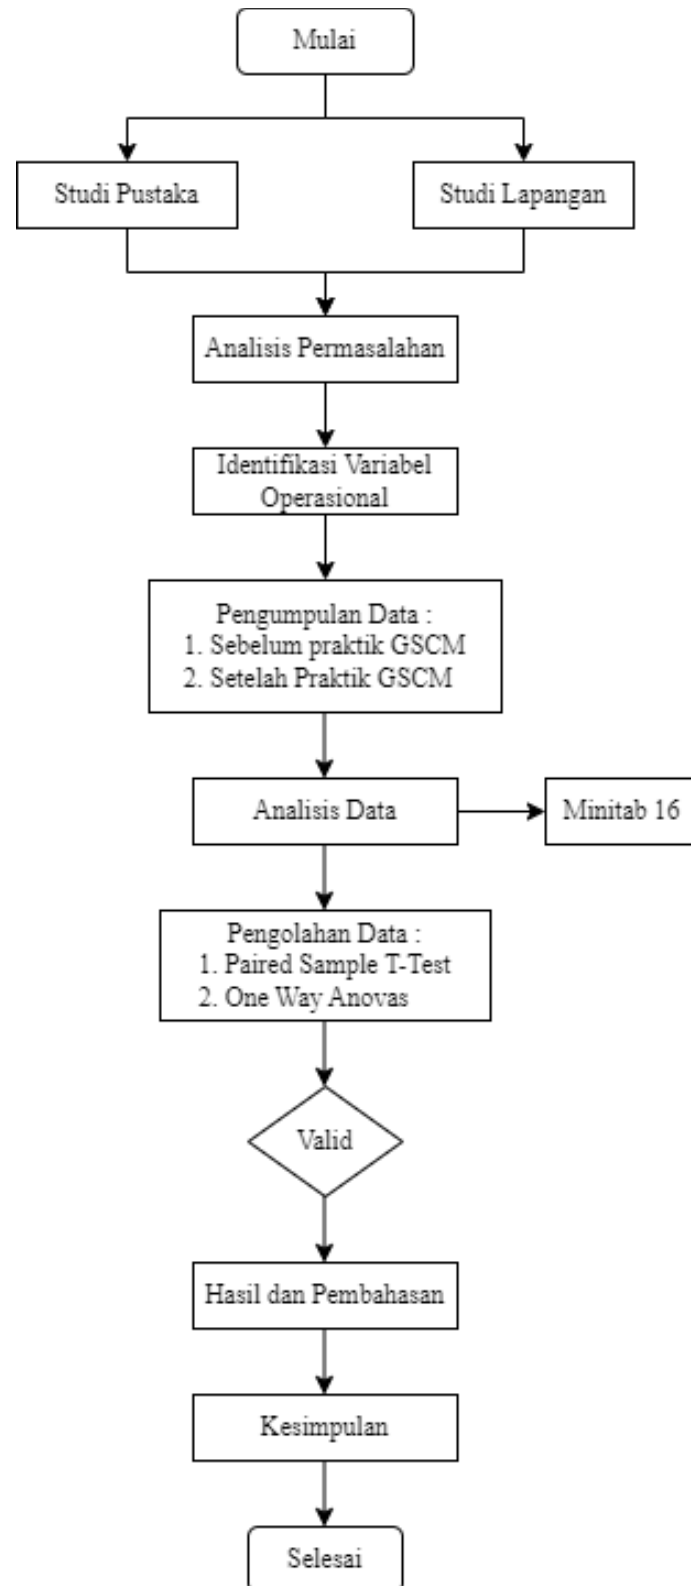 Mulai
Studi Pustaka
Studi Lapangan
Analisis Permasalahan
Identifikasi Variabel
Operasional
Pengumpulan Data :
1. Sebelum praktik GSCM
2. Setelah Praktik GSCM
Analisis Data
Minitab 16
Pengolahan Data :
1. Paired Sample T-Test
2. One Way Anovas
Valid
Hasil dan Pembahasan
Kesimpulan
Selesai